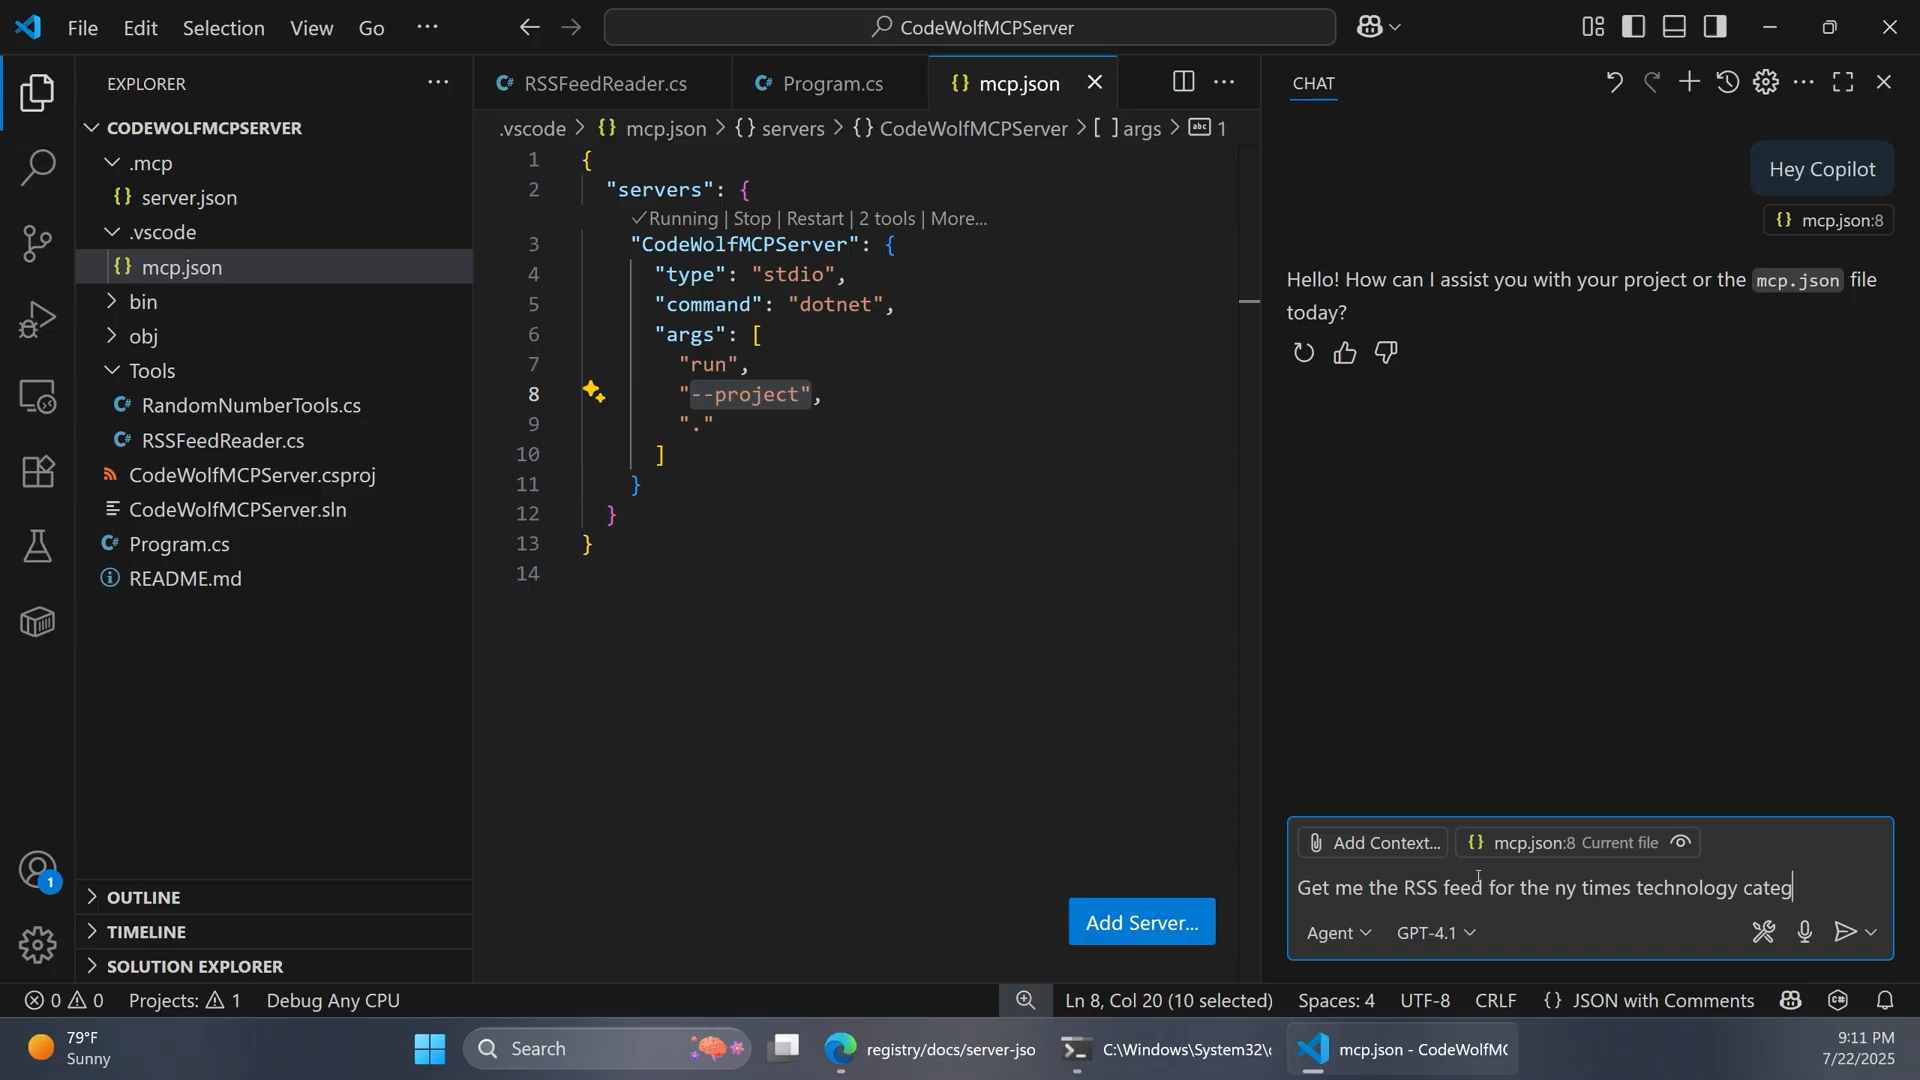 File Edit Selection View Go ···
CodeWolfMCPServer
EXPLORER ···
CODEWOLFMCPSERVER
.mcp
{} server.json
.vscode
{} mcp.json
bin
obj
Tools
C# RandomNumberTools.cs
C# RSSFeedReader.cs
CodeWolfMCPServer.csproj
CodeWolfMCPServer.sln
C# Program.cs
README.md
OUTLINE
TIMELINE
SOLUTION EXPLORER
1
C# RSSFeedReader.cs C# Program.cs {} mcp.json
.vscode > {} mcp.json > {} servers > {} CodeWolfMCPServer > [ ] args > abc 1
1 {
2 "servers": {
✓Running | Stop | Restart | 2 tools | More...
3 "CodeWolfMCPServer": {
4 "type": "stdio",
5 "command": "dotnet",
6 "args": [
7 "run",
8 "--project",
9 "."
10 ]
11 }
12 }
13 }
14
Add Server...
CHAT
Hey Copilot
{} mcp.json:8
Hello! How can I assist you with your project or the mcp.json file
today?
Add Context... {} mcp.json:8 Current file
Get me the RSS feed for the ny times technology categ
Agent GPT-4.1
0 0 Projects: 1 Debug Any CPU Ln 8, Col 20 (10 selected) Spaces: 4 UTF-8 CRLF {} JSON with Comments
79°F
Sunny
Search
registry/docs/server-jso
C:\Windows\System32\c
mcp.json - CodeWolfMC
9:11 PM
7/22/2025